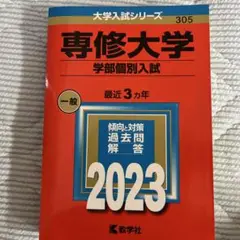 大学入試シリーズ
305
専修大学
学部個別入試
一般
最近3カ年
傾向と対策
過去問
解答
2023
教学社